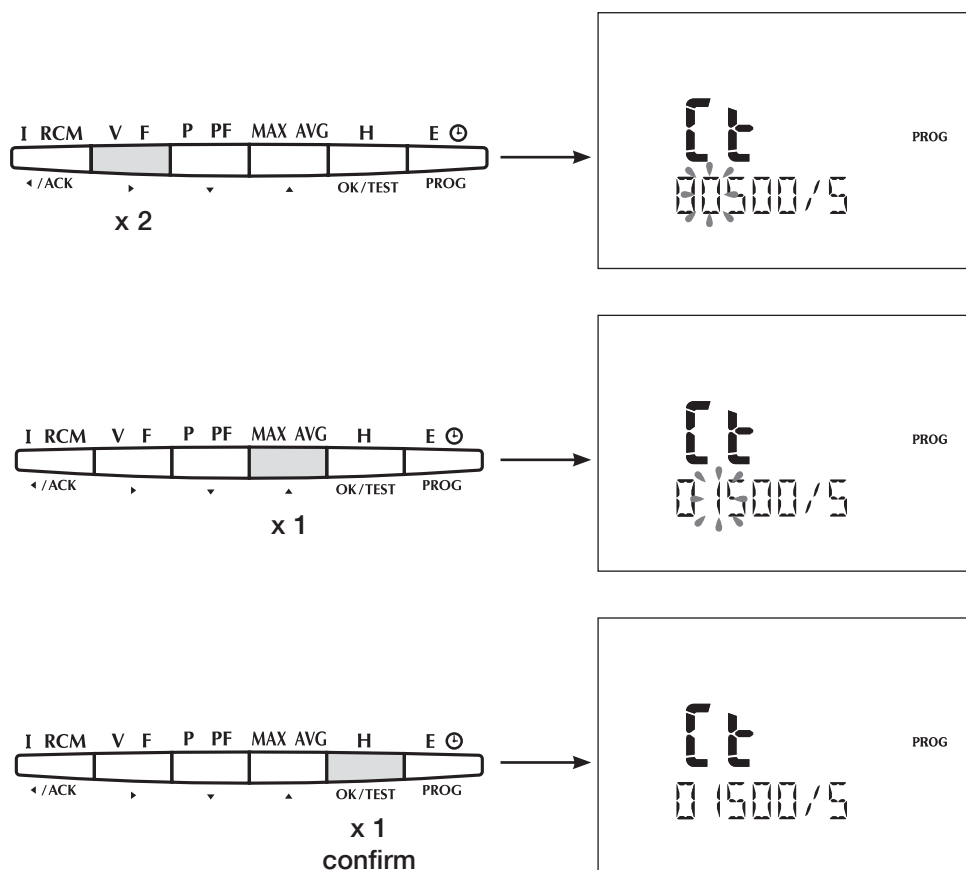 I RCM V F P PF MAX AVG H E
/ACK OK/TEST PROG
x 2
Ct
PROG
00500/5
I RCM V F P PF MAX AVG H E
/ACK OK/TEST PROG
x 1
Ct
PROG
01500/5
I RCM V F P PF MAX AVG H E
/ACK OK/TEST PROG
x 1
confirm
Ct
PROG
01500/5